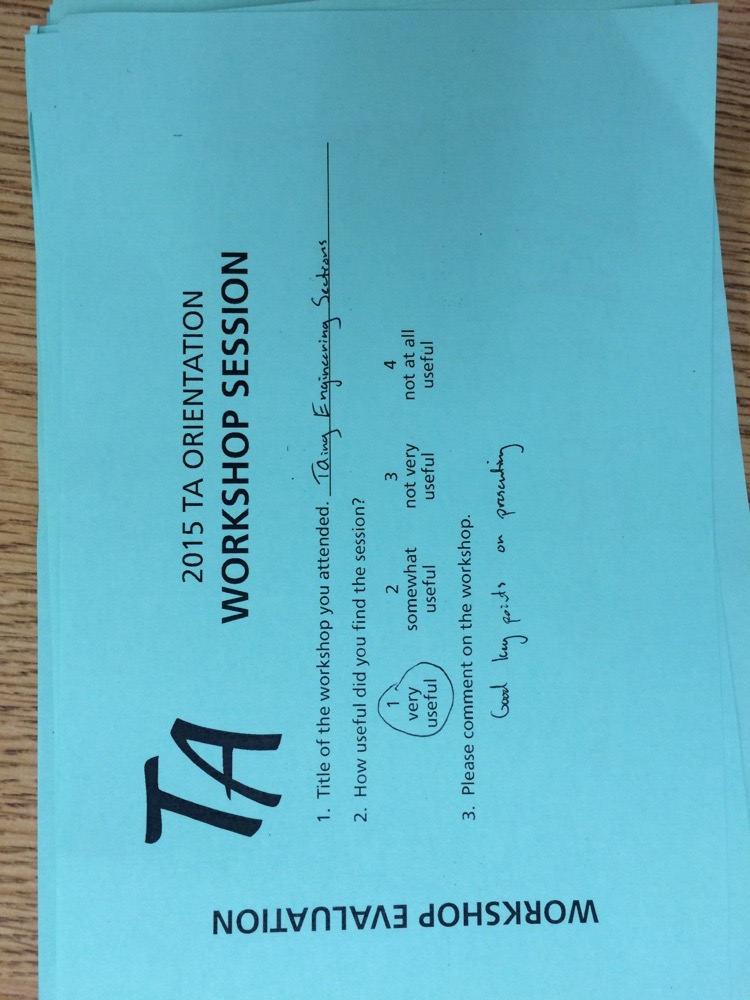 WORKSHOP EVALUATION
TA
2015 TA ORIENTATION
WORKSHOP SESSION
1. Title of the workshop you attended. TAing Engineering Sections
2. How useful did you find the session?
1 2 3 4
very somewhat not very not at all
useful useful useful useful
3. Please comment on the workshop.
Good key points on presenting